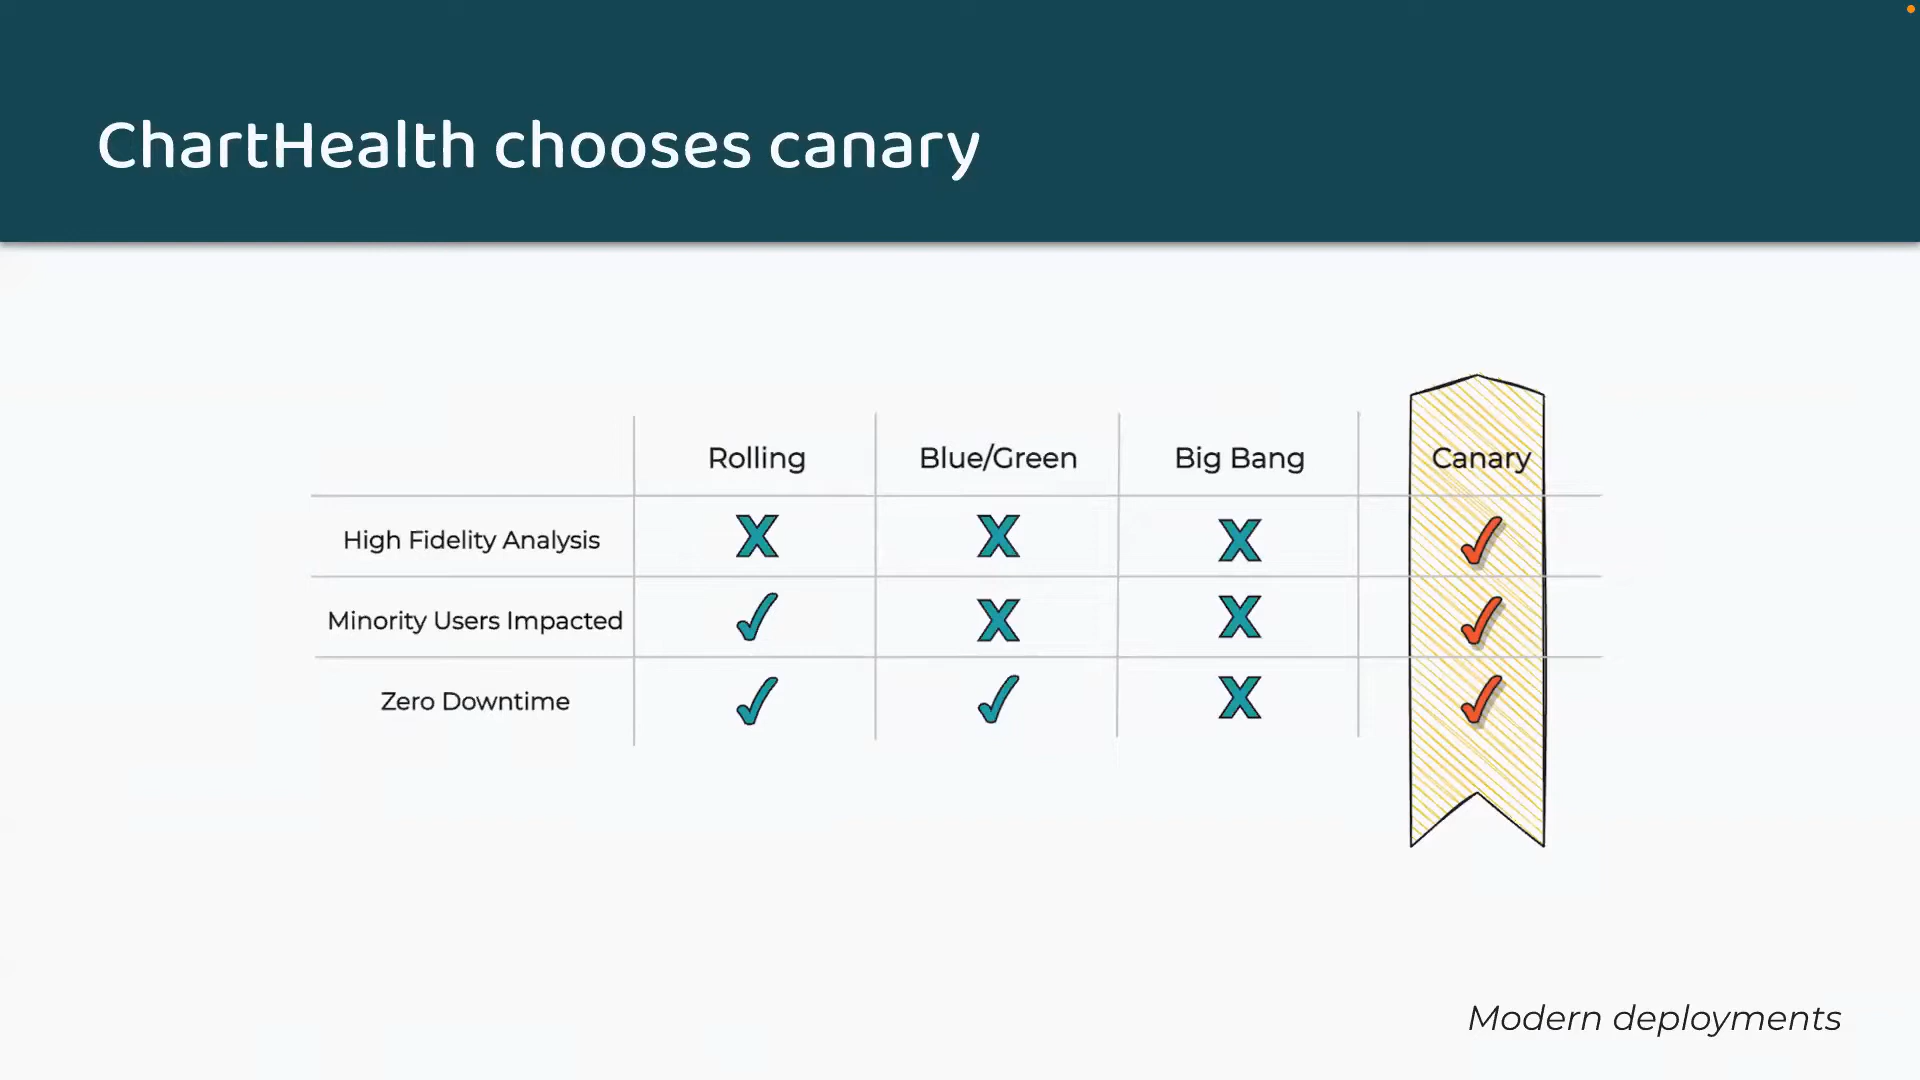 ChartHealth chooses canary
Rolling Blue/Green Big Bang Canary
High Fidelity Analysis X X X ✓
Minority Users Impacted ✓ X X ✓
Zero Downtime ✓ ✓ X ✓
Modern deployments